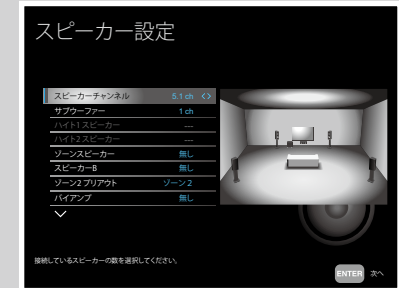 スピーカー設定
スピーカーチャンネル 5.1 ch
サブウーファー 1 ch
ハイト1 スピーカー ---
ハイト2 スピーカー ---
ゾーンスピーカー 無し
スピーカーB 無し
ゾーン2 プリアウト ゾーン 2
バイアンプ 無し
接続しているスピーカーの数を選択してください。
ENTER 次へ